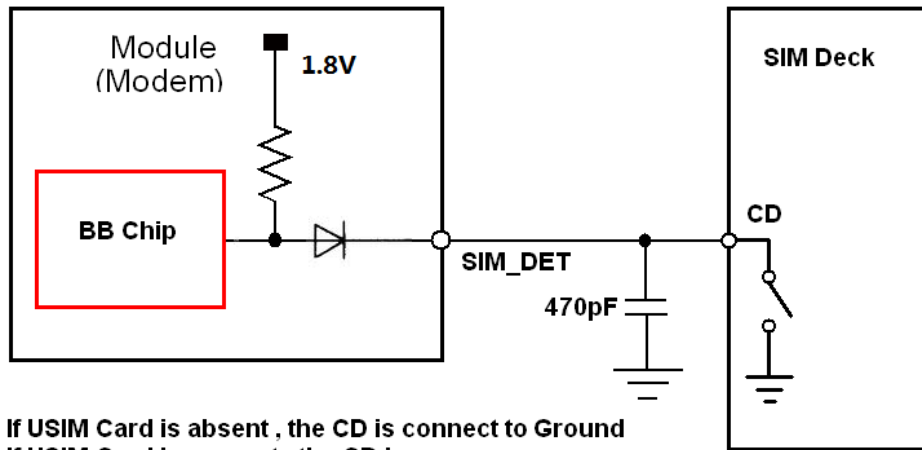 Module
(Modem)
1.8V
SIM Deck
BB Chip
CD
SIM_DET
470pF
If USIM Card is absent , the CD is connect to Ground